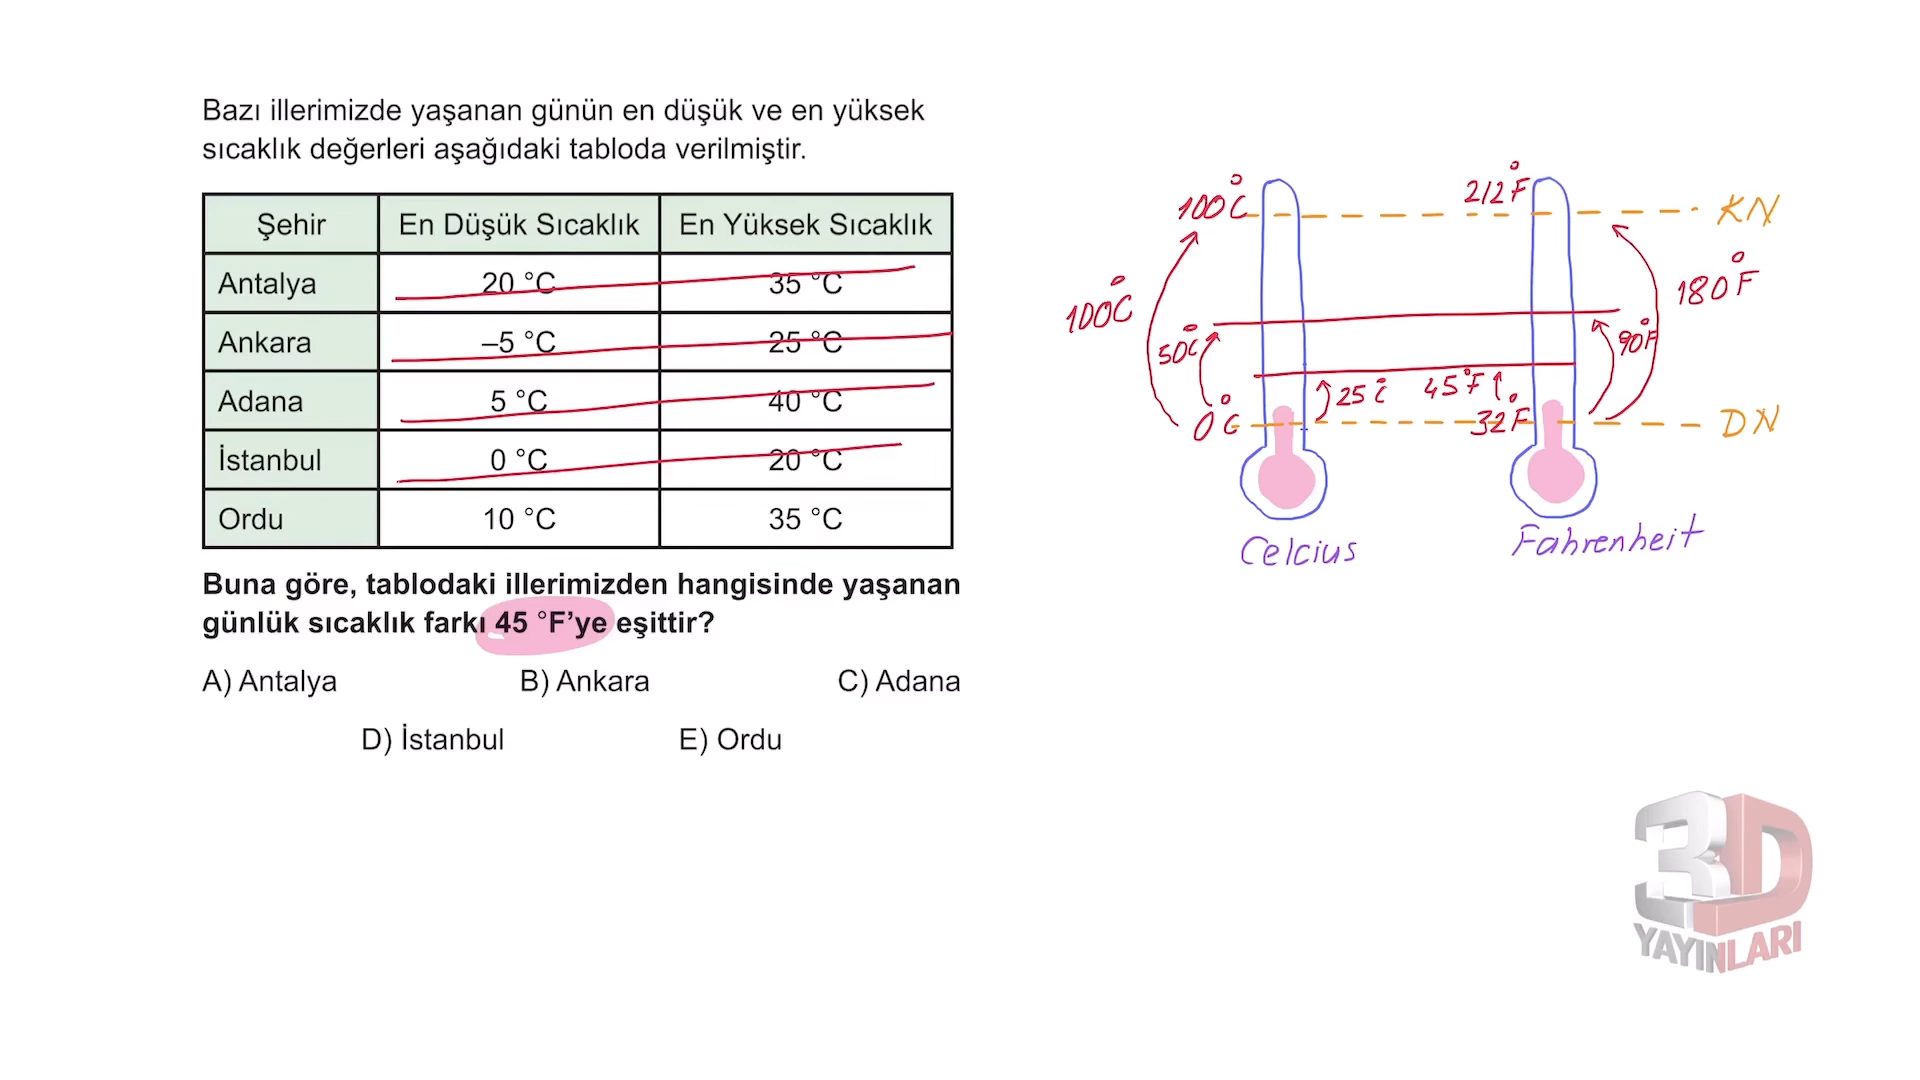 Bazı illerimizde yaşanan günün en düşük ve en yüksek
sıcaklık değerleri aşağıdaki tabloda verilmiştir.
Şehir En Düşük Sıcaklık En Yüksek Sıcaklık
Antalya 20 °C 35 °C
Ankara –5 °C 25 °C
Adana 5 °C 40 °C
İstanbul 0 °C 20 °C
Ordu 10 °C 35 °C
Buna göre, tablodaki illerimizden hangisinde yaşanan
günlük sıcaklık farkı 45 °F’ye eşittir?
A) Antalya B) Ankara C) Adana
D) İstanbul E) Ordu
100°C 212°F KN
100°C 180°F
50°C 90°F
25°C 45°F
0°C 32°F DN
Celcius Fahrenheit
3D
YAYINLARI